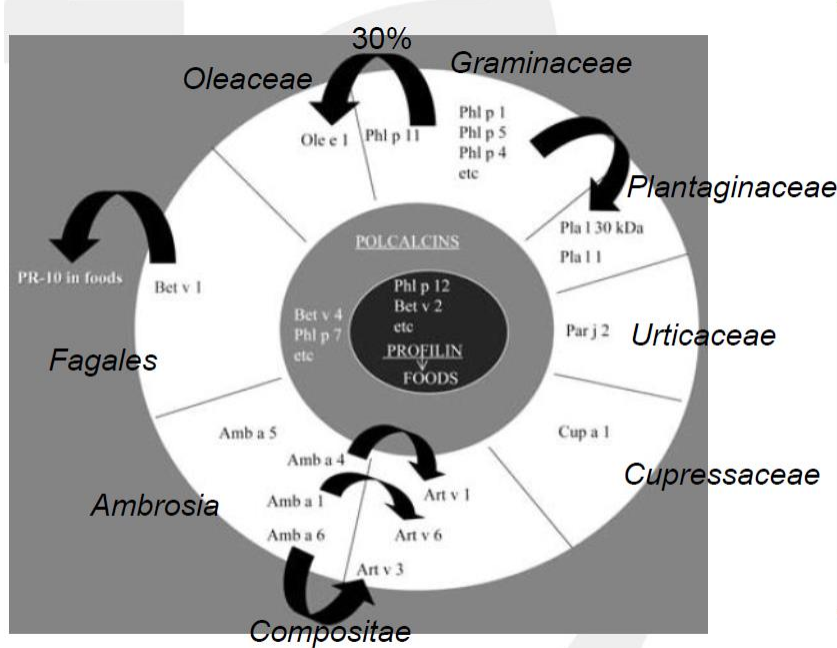 30%
Oleaceae
Graminaceae
Ole e 1
Phl p 11
Phl p 1
Phl p 5
Phl p 4
etc
Plantaginaceae
Pla l 30 kDa
Pla l 1
POLCALCINS
PR-10 in foods
Bet v 1
Phl p 12
Bet v 2
etc
PROFILIN
FOODS
Bet v 4
Phl p 7
etc
Par j 2
Urticaceae
Fagales
Amb a 5
Cup a 1
Cupressaceae
Amb a 4
Art v 1
Ambrosia
Amb a 1
Amb a 6
Art v 6
Art v 3
Compositae